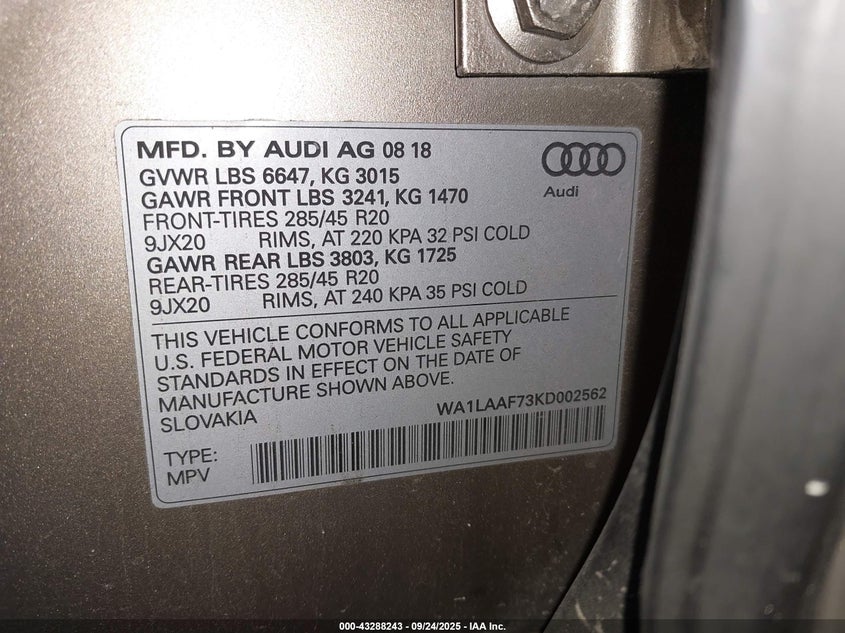 MFD. BY AUDI AG 08 18
GVWR LBS 6647, KG 3015
GAWR FRONT LBS 3241, KG 1470
FRONT-TIRES 285/45 R20
9JX20 RIMS, AT 220 KPA 32 PSI COLD
GAWR REAR LBS 3803, KG 1725
REAR-TIRES 285/45 R20
9JX20 RIMS, AT 240 KPA 35 PSI COLD
Audi
THIS VEHICLE CONFORMS TO ALL APPLICABLE
U.S. FEDERAL MOTOR VEHICLE SAFETY
STANDARDS IN EFFECT ON THE DATE OF
MANUFACTURE SHOWN ABOVE.
SLOVAKIA
WA1LAAF73KD002562
TYPE:
MPV
000-43288243 - 09/24/2025 - IAA Inc.